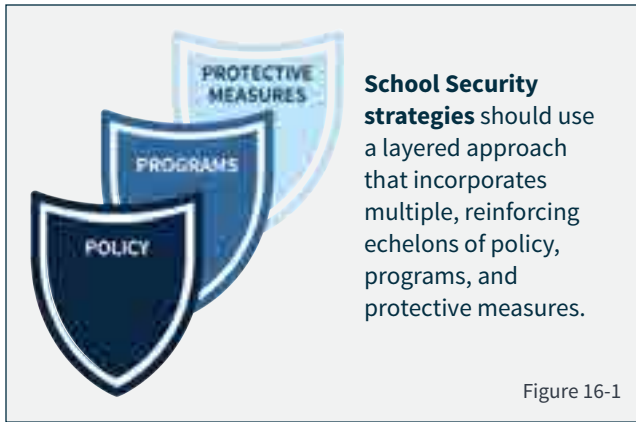 PROTECTIVE
MEASURES
PROGRAMS
POLICY
School Security
strategies should use
a layered approach
that incorporates
multiple, reinforcing
echelons of policy,
programs, and
protective measures.
Figure 16-1